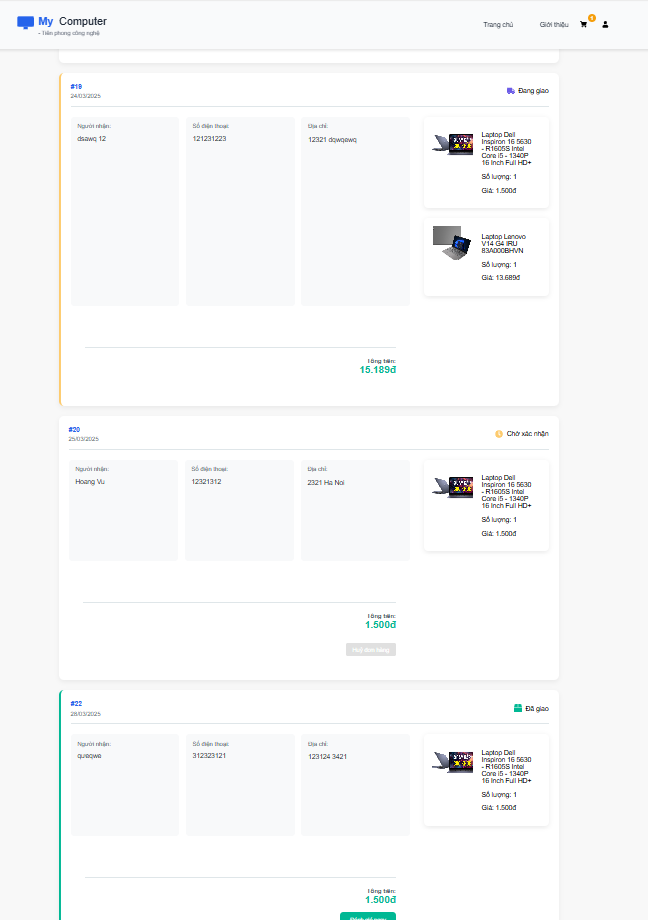 My Computer
- Tiên phong công nghệ
Trang chủ
Giới thiệu
#19
24/03/2025
Đang giao
Người nhận:
dsawq 12
Số điện thoại:
121231223
Địa chỉ:
12321 dqwqewq
Laptop Dell
Inspiron 16 5630
- R1605S Intel
Core i5 - 1340P
16 Inch Full HD+
Số lượng: 1
Giá: 1.500đ
Laptop Lenovo
V14 G4 IRU
83A000BHVN
Số lượng: 1
Giá: 13.689đ
Tổng tiền:
15.189đ
#20
25/03/2025
Chờ xác nhận
Người nhận:
Hoang Vu
Số điện thoại:
12321312
Địa chỉ:
2321 Ha Noi
Laptop Dell
Inspiron 16 5630
- R1605S Intel
Core i5 - 1340P
16 Inch Full HD+
Số lượng: 1
Giá: 1.500đ
Tổng tiền:
1.500đ
Huỷ đơn hàng
#22
26/03/2025
Đã giao
Người nhận:
qureqwe
Số điện thoại:
312323121
Địa chỉ:
123124 3421
Laptop Dell
Inspiron 16 5630
- R1605S Intel
Core i5 - 1340P
16 Inch Full HD+
Số lượng: 1
Giá: 1.500đ
Tổng tiền:
1.500đ